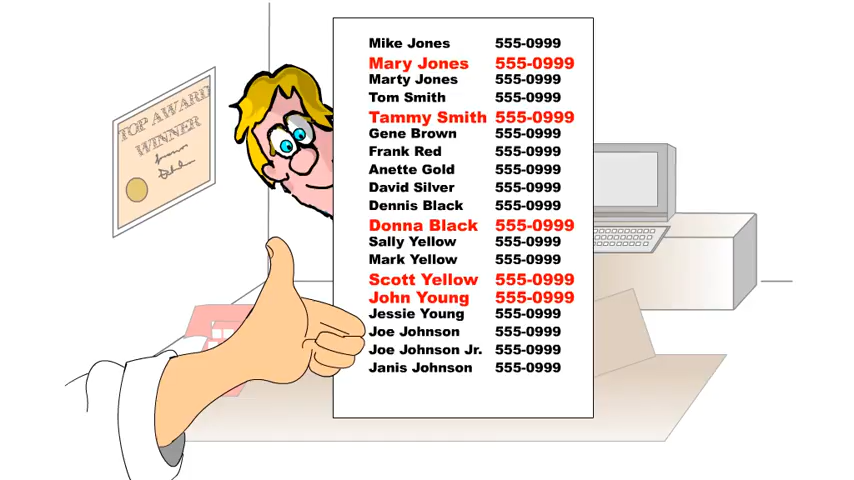 TOP AWARD
WINNER
Mike Jones 555-0999
Mary Jones 555-0999
Marty Jones 555-0999
Tom Smith 555-0999
Tammy Smith 555-0999
Gene Brown 555-0999
Frank Red 555-0999
Anette Gold 555-0999
David Silver 555-0999
Dennis Black 555-0999
Donna Black 555-0999
Sally Yellow 555-0999
Mark Yellow 555-0999
Scott Yellow 555-0999
John Young 555-0999
Jessie Young 555-0999
Joe Johnson 555-0999
Joe Johnson Jr. 555-0999
Janis Johnson 555-0999